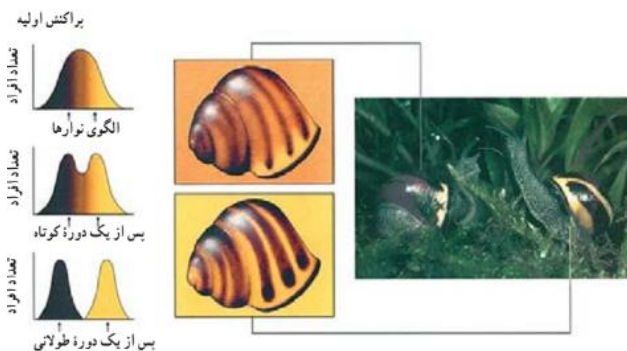 پراکنش اولیه
تعداد افراد
الگوی نوارها
تعداد افراد
پس از یک دورهٔ کوتاه
تعداد افراد
پس از یک دورهٔ طولانی